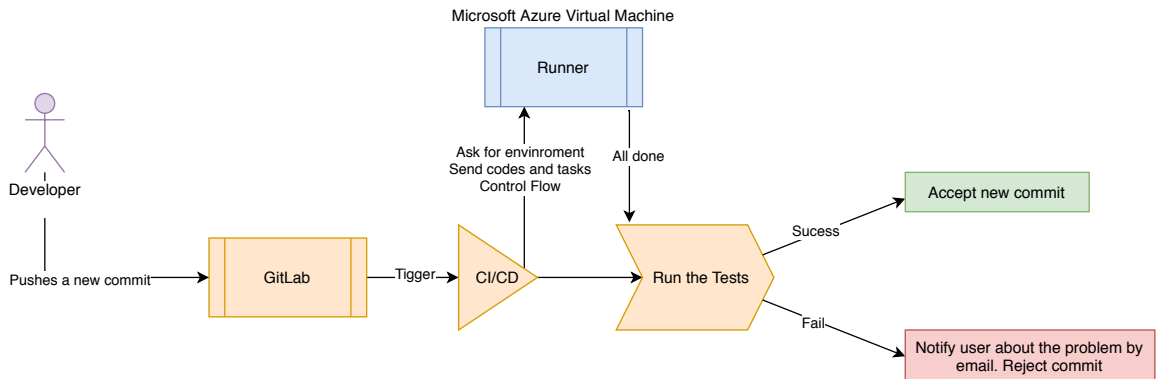 Microsoft Azure Virtual Machine
Runner
Developer
Ask for envinroment
Send codes and tasks
Control Flow
All done
Accept new commit
Sucess
Pushes a new commit
GitLab
Tigger
CI/CD
Run the Tests
Fail
Notify user about the problem by
email. Reject commit